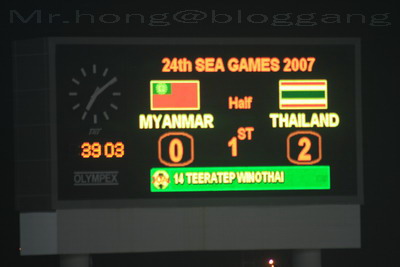 Mr.hong@bloggang
24th SEA GAMES 2007
Half
MYANMAR THAILAND
39 03 0 1ST 2
OLYMPEX
14 TEERATEP WINOTHAI